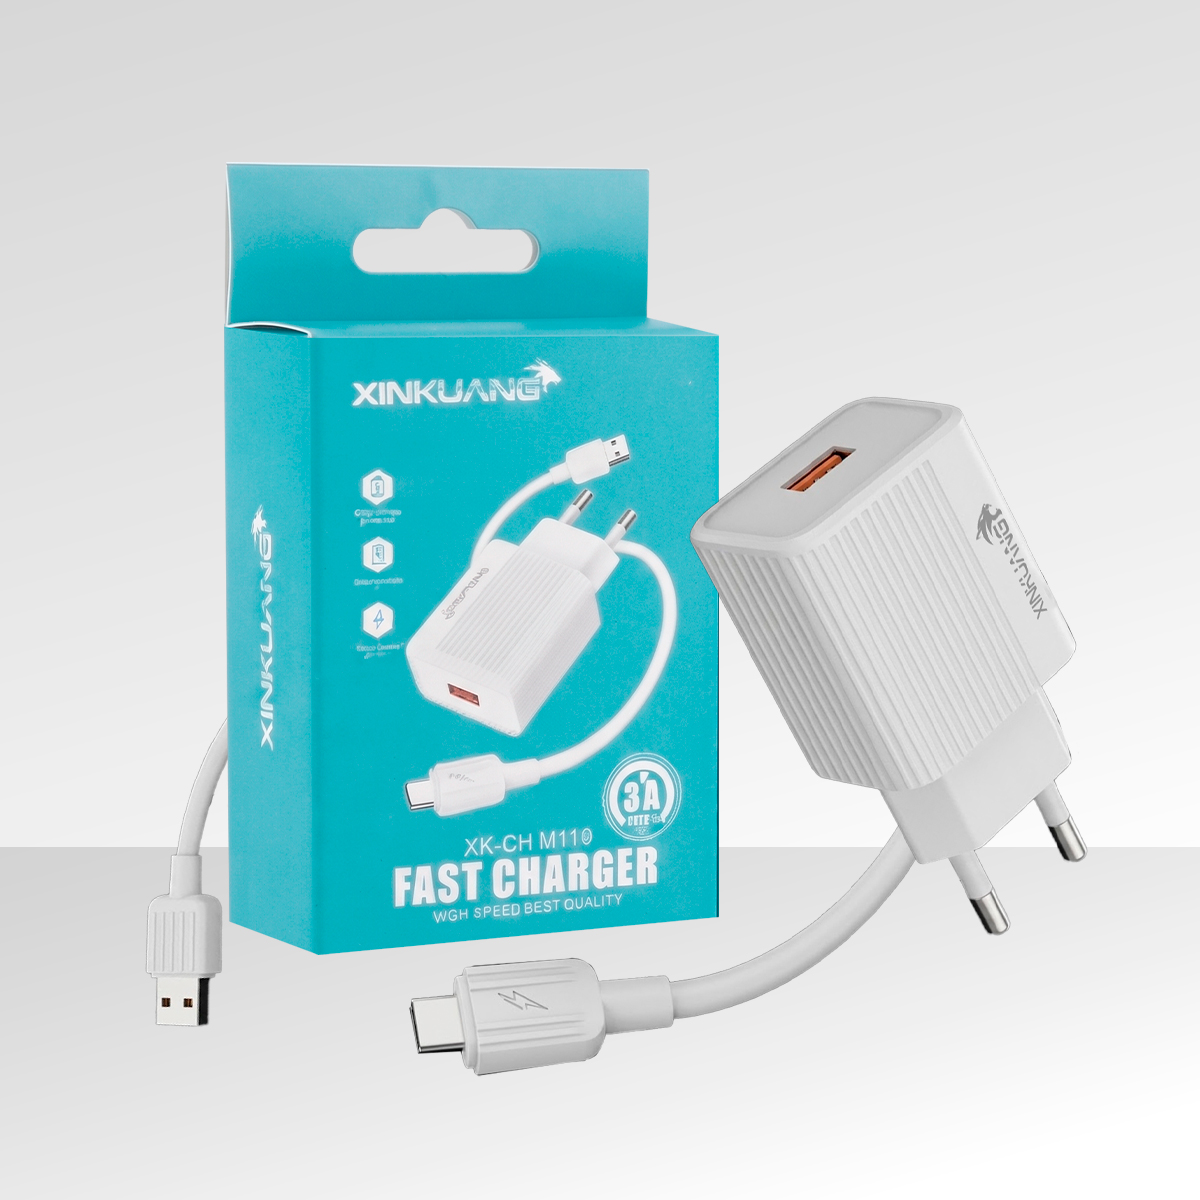 XINKUANG
XINKUANG
3A
XK-CH M110
FAST CHARGER
WGH SPEED BEST QUALITY
XINKUANG